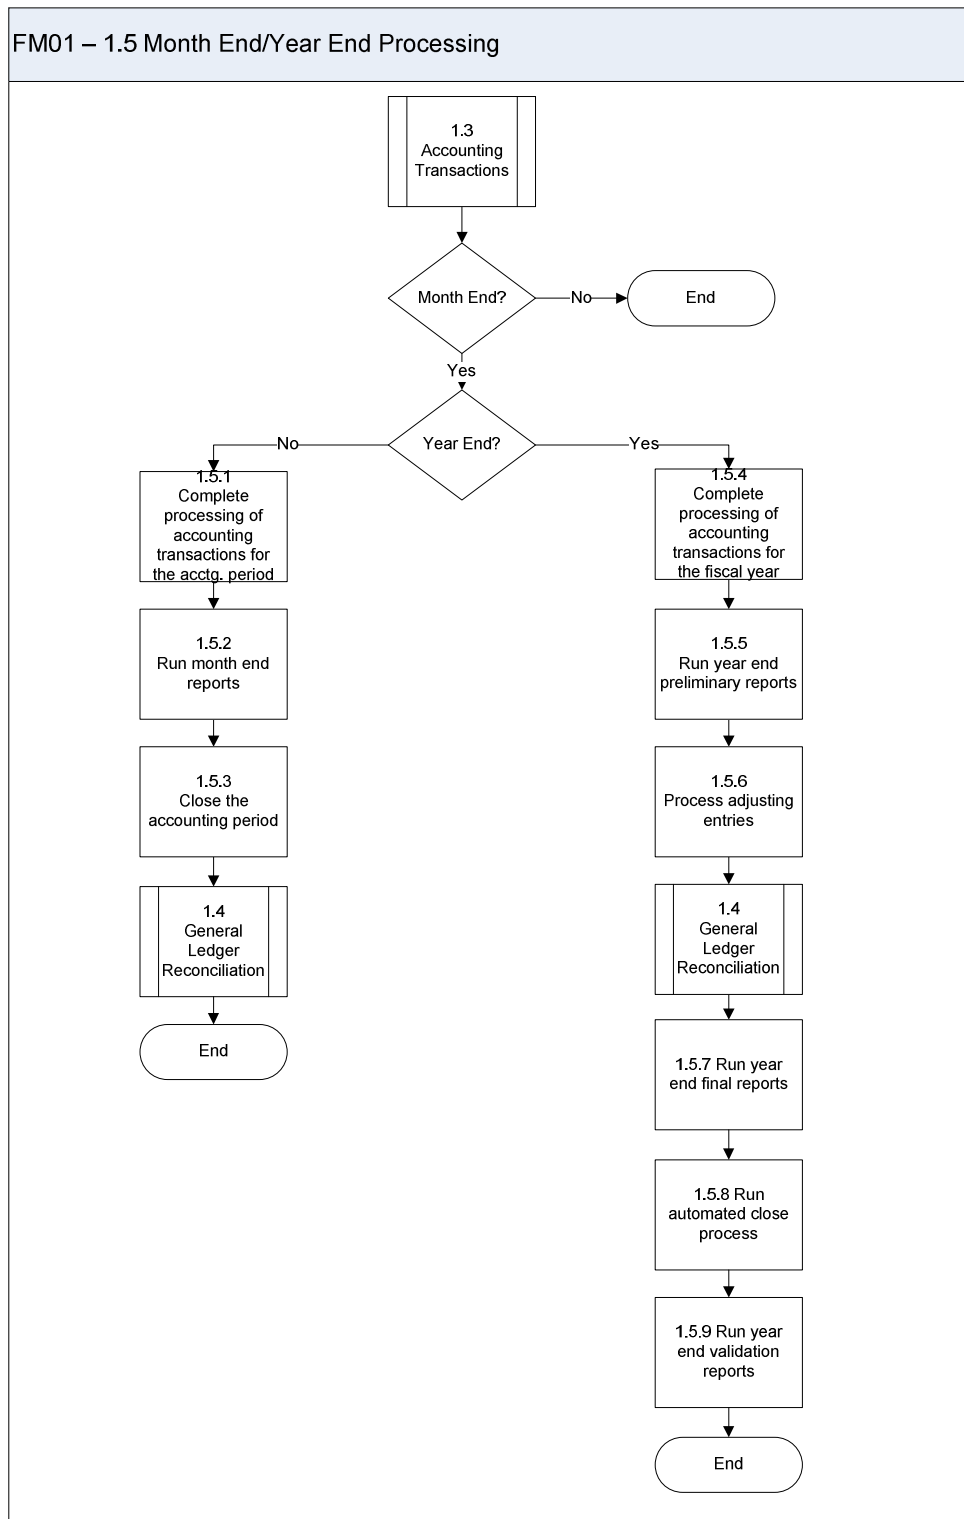 FM01 – 1.5 Month End/Year End Processing
1.3
Accounting
Transactions
Month End?
No
End
Yes
Year End?
No
Yes
1.5.1
Complete
processing of
accounting
transactions for
the acctg. period
1.5.2
Run month end
reports
1.5.3
Close the
accounting period
1.4
General
Ledger
Reconciliation
End
1.5.4
Complete
processing of
accounting
transactions for
the fiscal year
1.5.5
Run year end
preliminary reports
1.5.6
Process adjusting
entries
1.4
General
Ledger
Reconciliation
1.5.7 Run year
end final reports
1.5.8 Run
automated close
process
1.5.9 Run year
end validation
reports
End